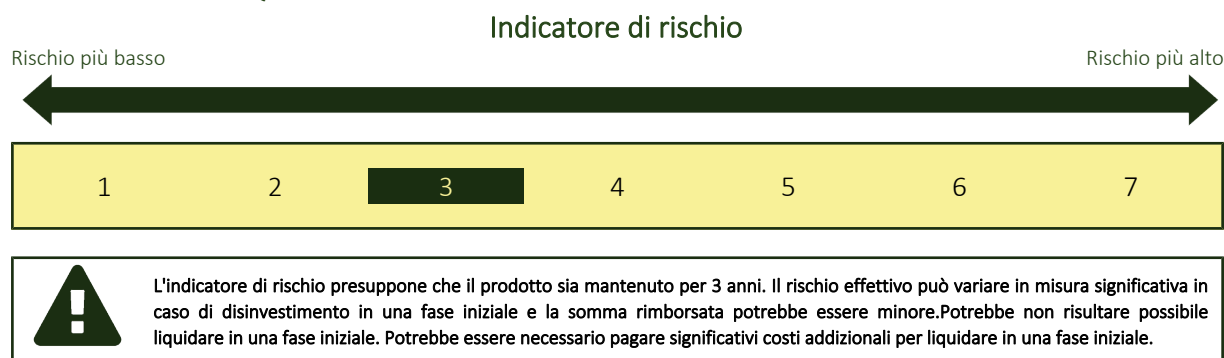 Indicatore di rischio
Rischio più basso
Rischio più alto
1 2 3 4 5 6 7
L'indicatore di rischio presuppone che il prodotto sia mantenuto per 3 anni. Il rischio effettivo può variare in misura significativa in
caso di disinvestimento in una fase iniziale e la somma rimborsata potrebbe essere minore.Potrebbe non risultare possibile
liquidare in una fase iniziale. Potrebbe essere necessario pagare significativi costi addizionali per liquidare in una fase iniziale.